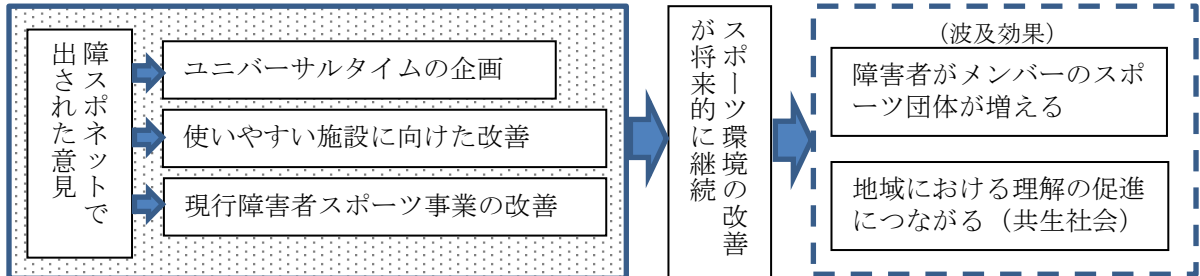 障スポネットで
出された意見
ユニバーサルタイムの企画
使いやすい施設に向けた改善
現行障害者スポーツ事業の改善
スポーツ環境の改善
が将来的に継続
(波及効果)
障害者がメンバーのスポ
ーツ団体が増える
地域における理解の促進
につながる（共生社会）